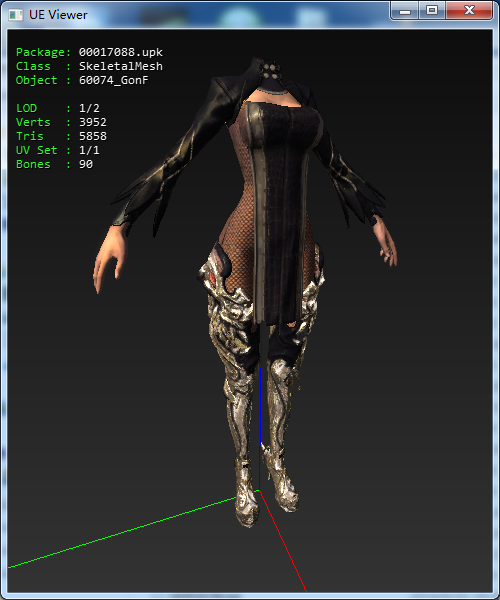 UE Viewer
Package: 00017088.upk
Class : SkeletalMesh
Object : 60074_GonF
LOD : 1/2
Verts : 3952
Tris : 5858
UV Set : 1/1
Bones : 90